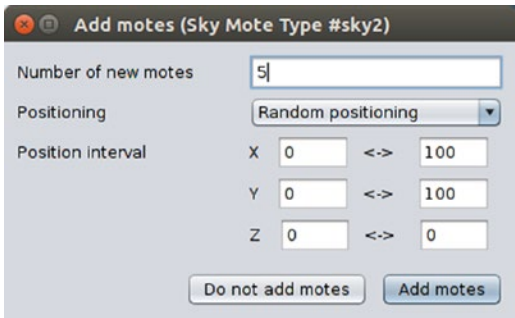 Add motes (Sky Mote Type #sky2)
Number of new motes 5
Positioning Random positioning
Position interval X 0 <-> 100
Y 0 <-> 100
Z 0 <-> 0
Do not add motes Add motes